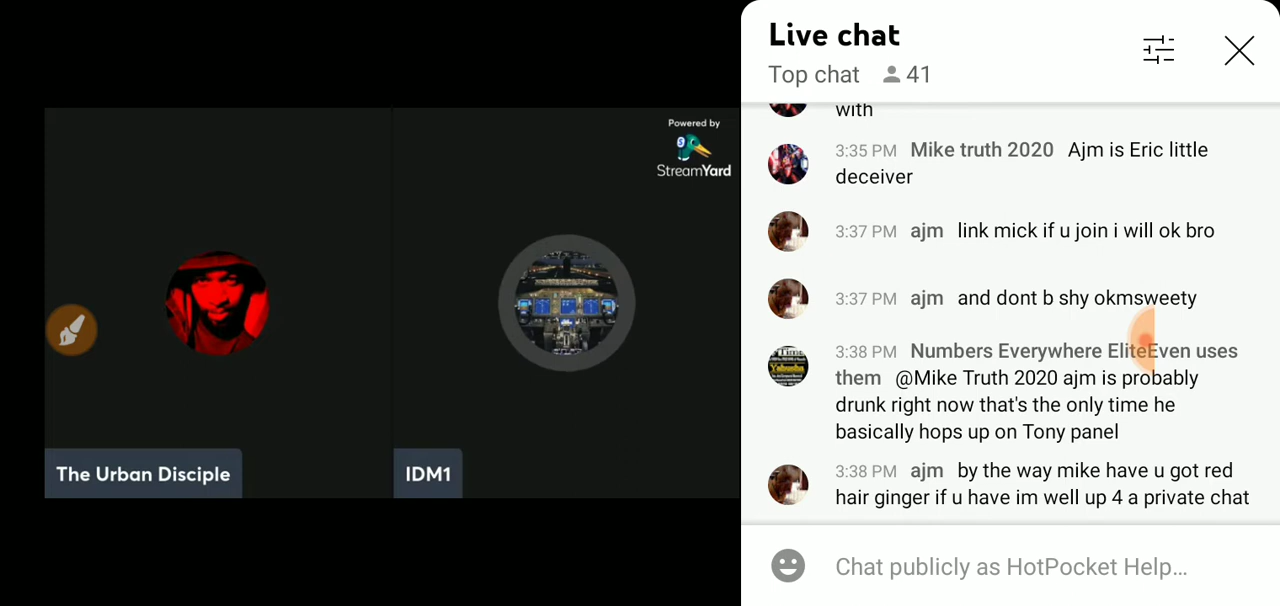 Powered by
StreamYard
The Urban Disciple
IDM1
Live chat
Top chat 41
with
3:35 PM Mike truth 2020 Ajm is Eric little
deceiver
3:37 PM ajm link mick if u join i will ok bro
3:37 PM ajm and dont b shy okmsweety
3:38 PM Numbers Everywhere EliteEven uses
them @Mike Truth 2020 ajm is probably
drunk right now that's the only time he
basically hops up on Tony panel
3:38 PM ajm by the way mike have u got red
hair ginger if u have im well up 4 a private chat
Chat publicly as HotPocket Help...